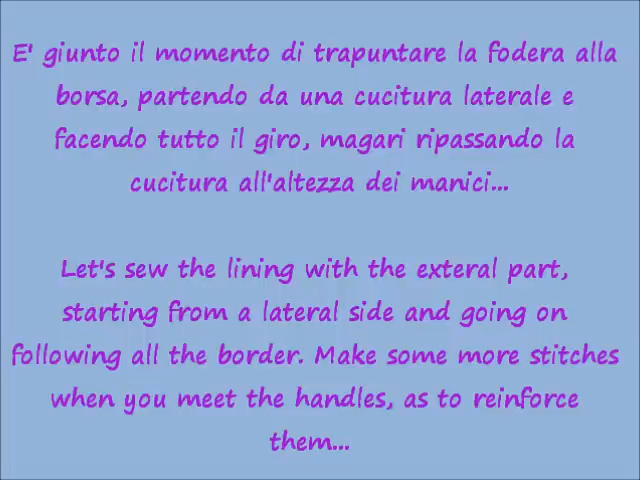 E' giunto il momento di trapuntare la fodera alla
borsa, partendo da una cucitura laterale e
facendo tutto il giro, magari ripassando la
cucitura all'altezza dei manici...
Let's sew the lining with the exteral part,
starting from a lateral side and going on
following all the border. Make some more stitches
when you meet the handles, as to reinforce
them...